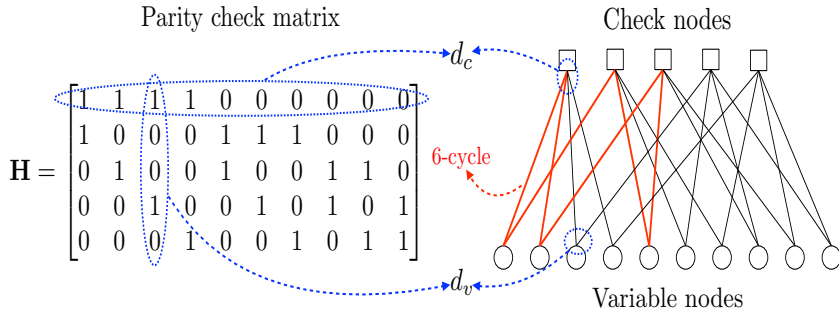 Parity check matrix
Check nodes
d_c
1 1 1 1 0 0 0 0 0 0
1 0 0 0 1 1 1 0 0 0
H = 0 1 0 0 1 0 0 1 1 0
0 0 1 0 0 1 0 1 0 1
0 0 0 1 0 0 1 0 1 1
6-cycle
d_v
Variable nodes